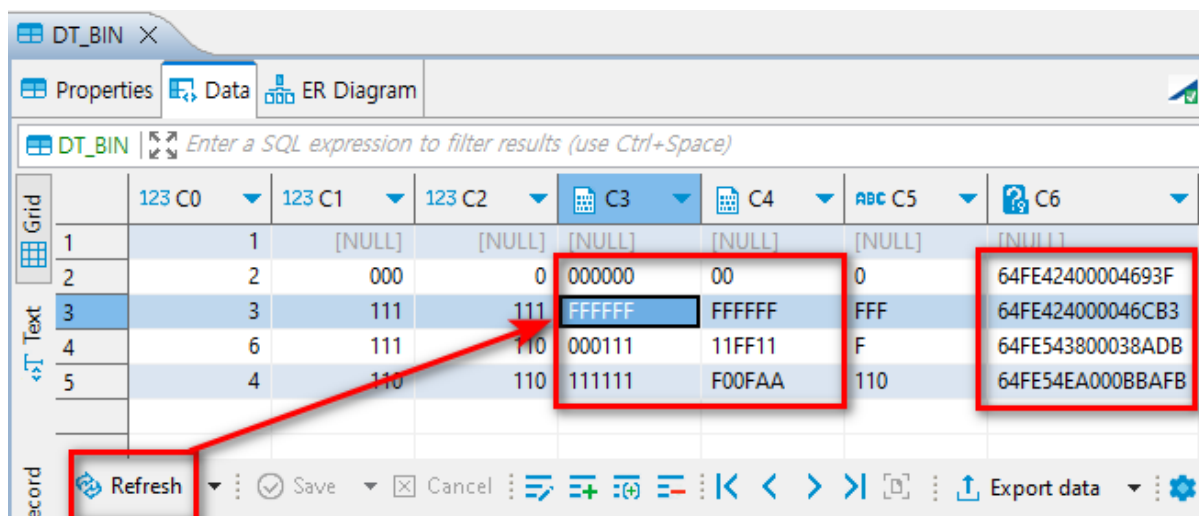 DT_BIN
Properties Data ER Diagram
DT_BIN Enter a SQL expression to filter results (use Ctrl+Space)
Grid
Text
ecord
123 C0 123 C1 123 C2 C3 C4 ABC C5 C6
1 1 [NULL] [NULL] [NULL] [NULL] [NULL] [NULL]
2 2 000 0 000000 00 0 64FE42400004693F
3 3 111 111 FFFFFF FFFFFF FFF 64FE424000046CB3
4 6 111 110 000111 11FF11 F 64FE543800038ADB
5 4 110 110 111111 F00FAA 110 64FE54EA000BBAFB
Refresh Save Cancel Export data